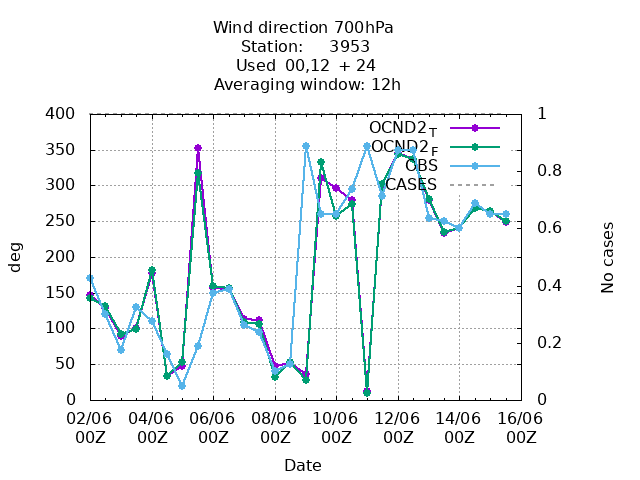 Wind direction 700hPa
Station: 3953
Used 00,12 + 24
Averaging window: 12h
400
350
300
250
200
150
100
50
0
1
0.8
0.6
0.4
0.2
0
deg
No cases
OCND2T
OCND2F
OBS
CASES
02/06 04/06 06/06 08/06 10/06 12/06 14/06 16/06
00Z 00Z 00Z 00Z 00Z 00Z 00Z 00Z
Date